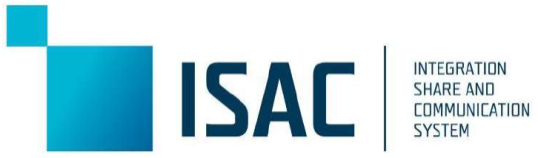 ISAC
INTEGRATION
SHARE AND
COMMUNICATION
SYSTEM